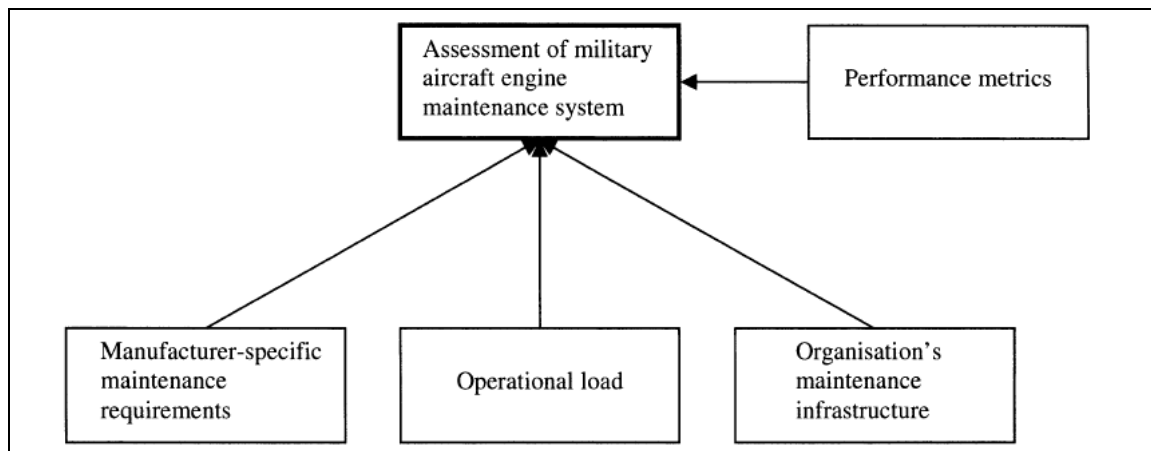 Assessment of military
aircraft engine
maintenance system
Performance metrics
Manufacturer-specific
maintenance
requirements
Operational load
Organisation's
maintenance
infrastructure